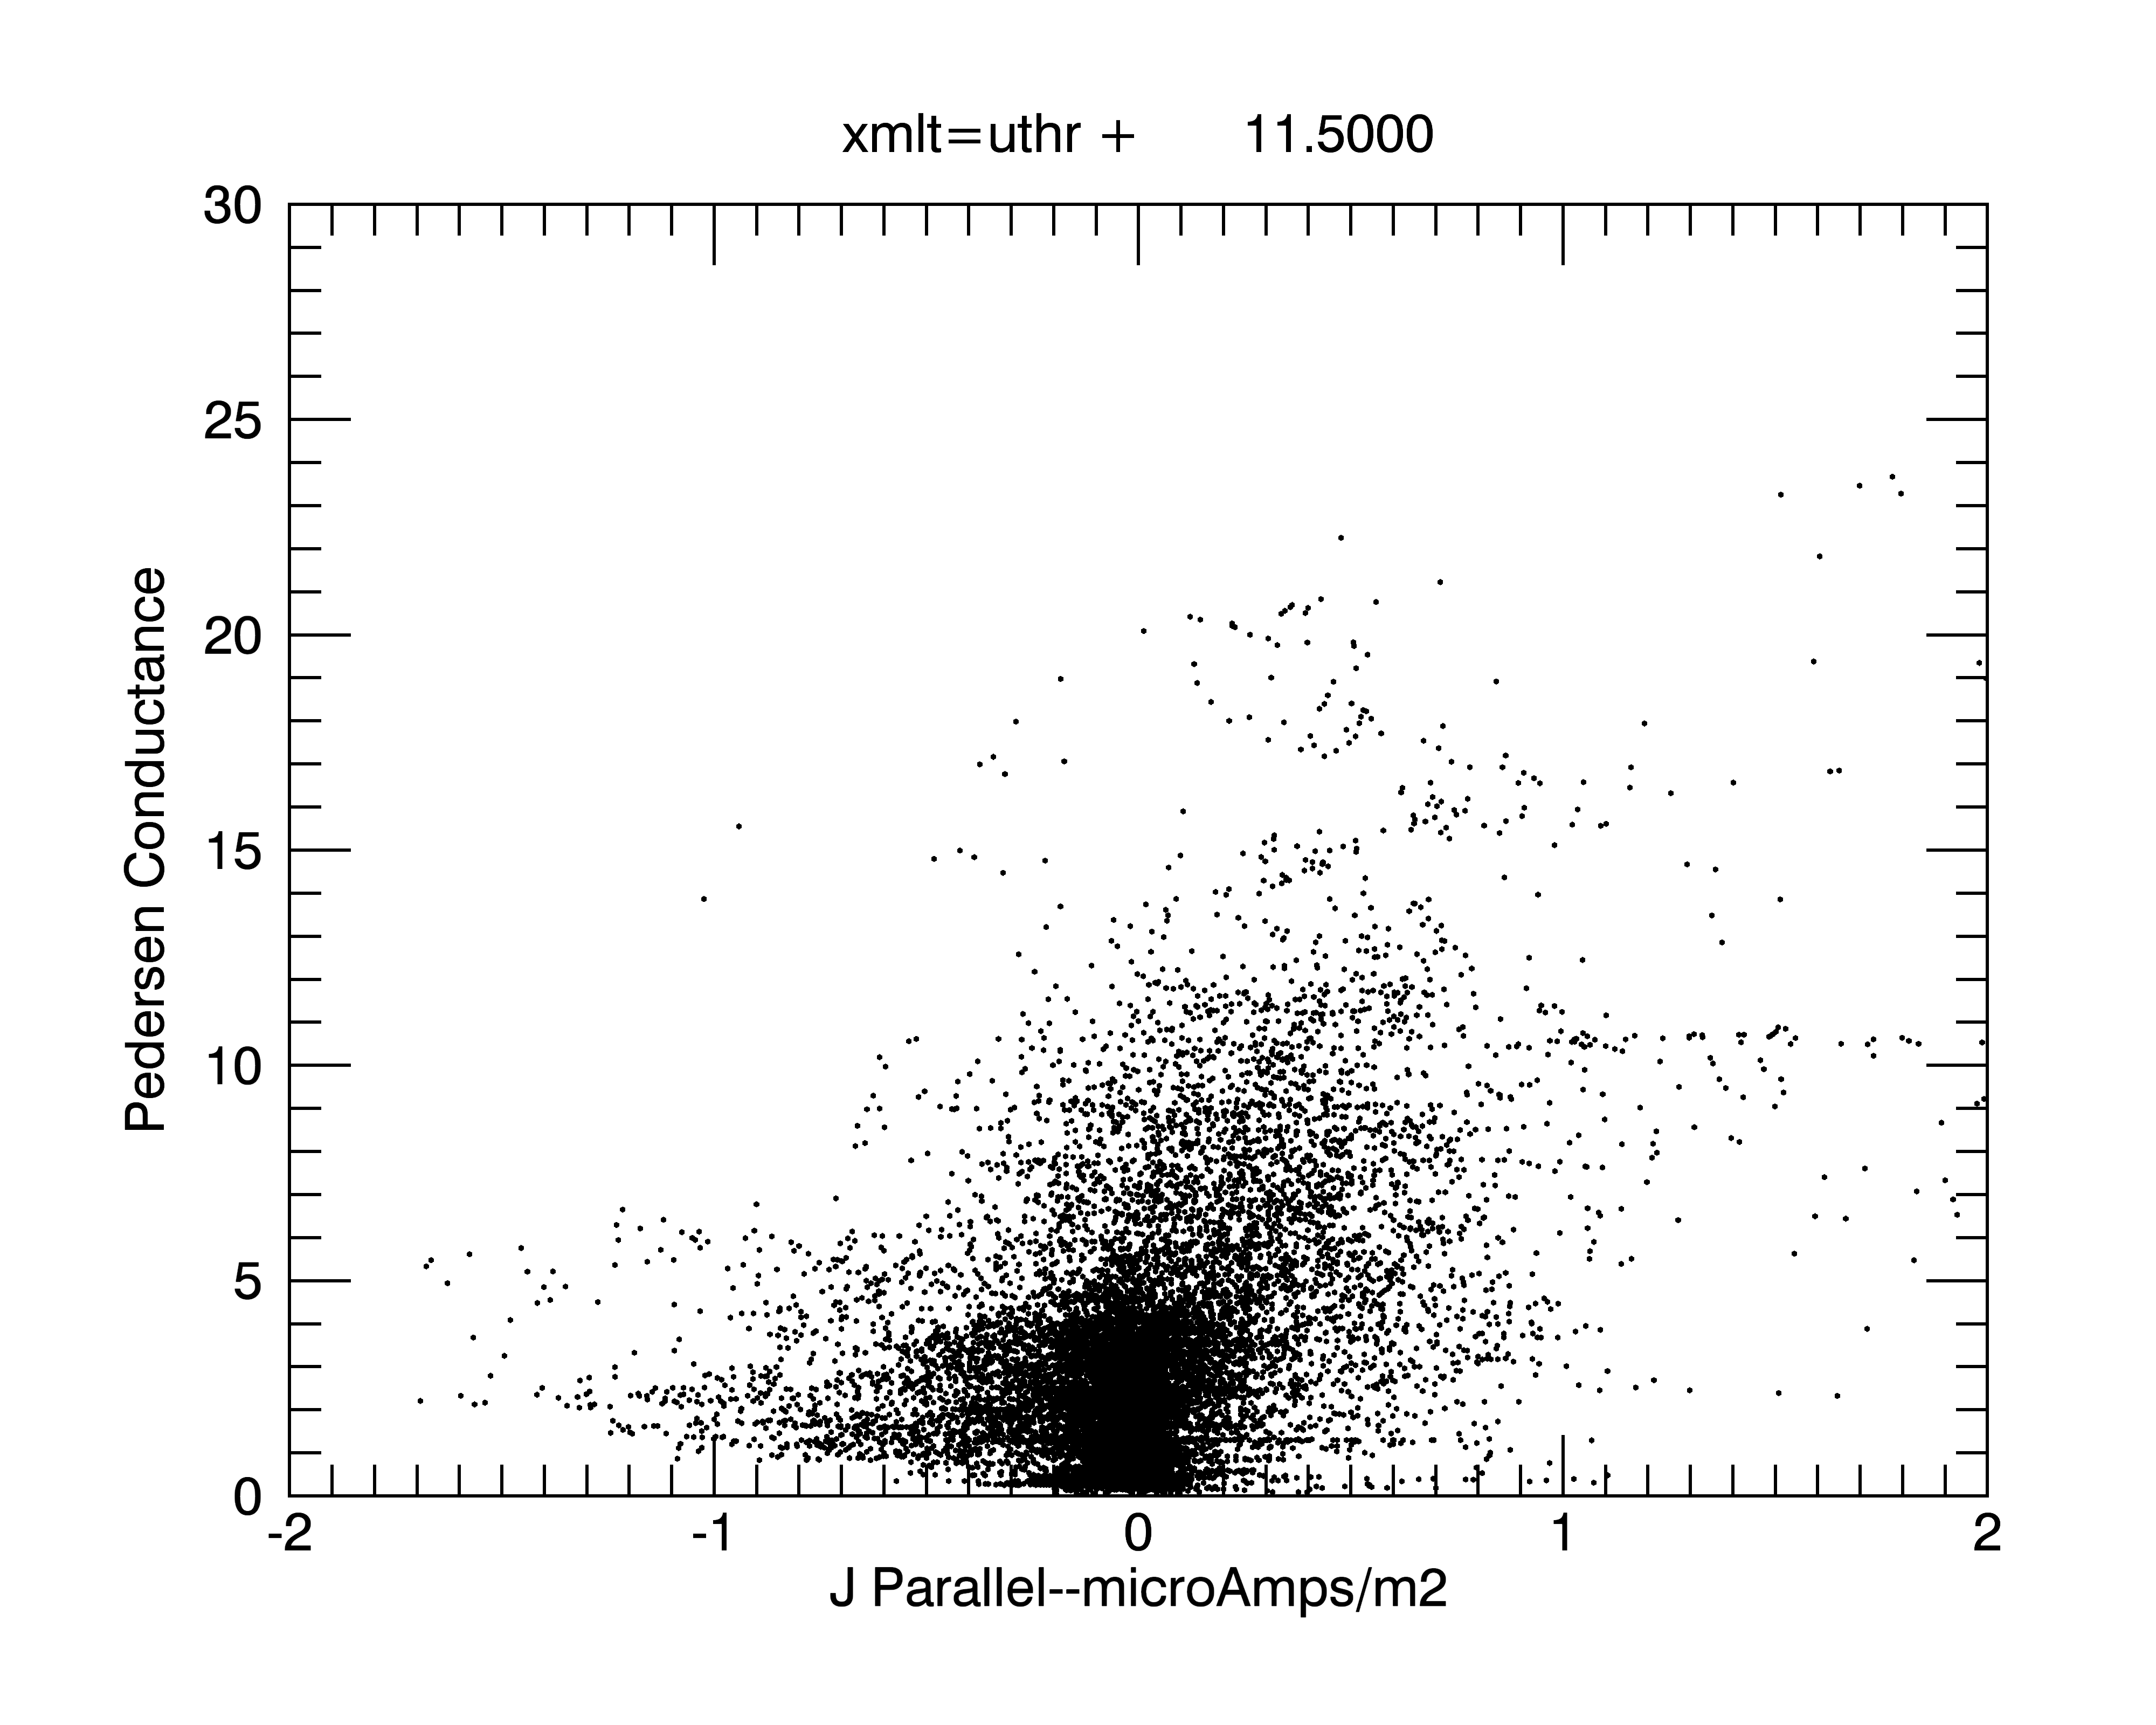 xmlt=uthr + 11.5000
30
25
20
15
10
5
0
Pedersen Conductance
-2 -1 0 1 2
J Parallel--microAmps/m2